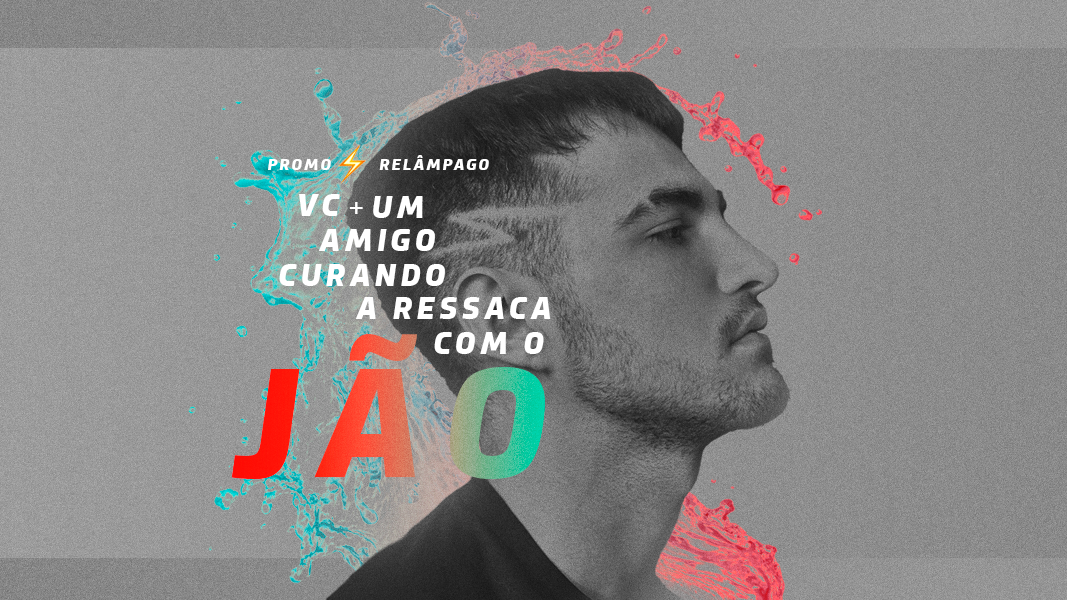 PROMO ⚡ RELÂMPAGO
VC + UM
AMIGO
CURANDO
A RESSACA
COM O
JÃO